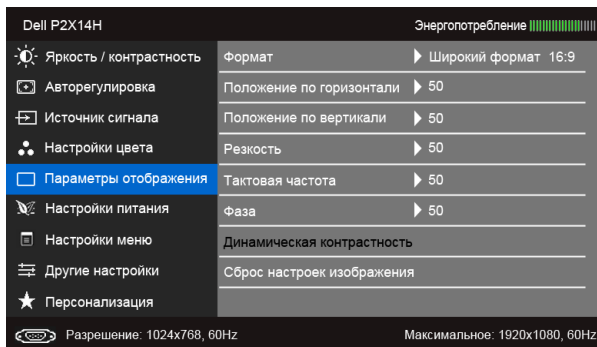 Dell P2X14H Энергопотребление
Яркость / контрастность Формат Широкий формат 16:9
Авторегулировка Положение по горизонтали 50
Источник сигнала Положение по вертикали 50
Настройки цвета Резкость 50
Параметры отображения Тактовая частота 50
Настройки питания Фаза 50
Настройки меню Динамическая контрастность
Другие настройки Сброс настроек изображения
Персонализация
Разрешение: 1024x768, 60Hz Максимальное: 1920x1080, 60Hz